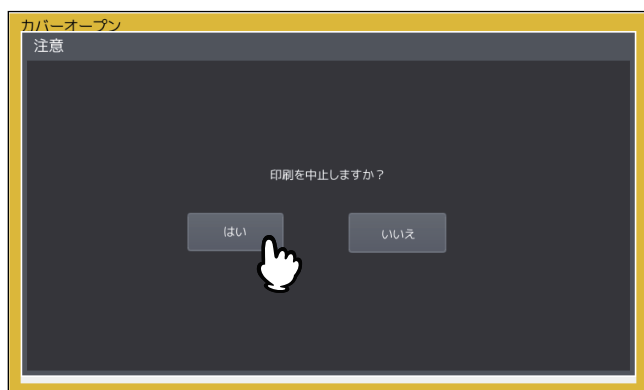 カバーオープン
注意
印刷を中止しますか？
はい
いいえ